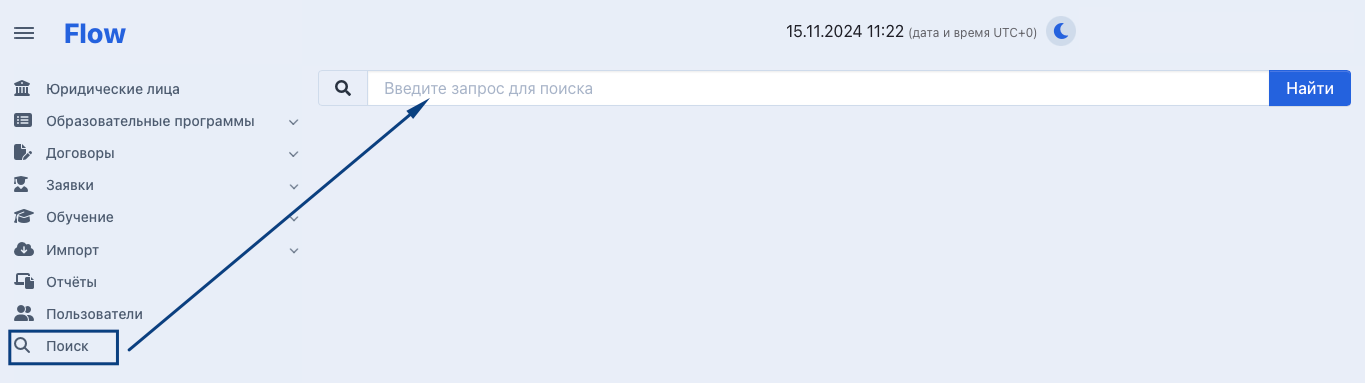 Flow
15.11.2024 11:22 (дата и время UTC+0)
Введите запрос для поиска
Найти
Юридические лица
Образовательные программы
Договоры
Заявки
Обучение
Импорт
Отчёты
Пользователи
Поиск